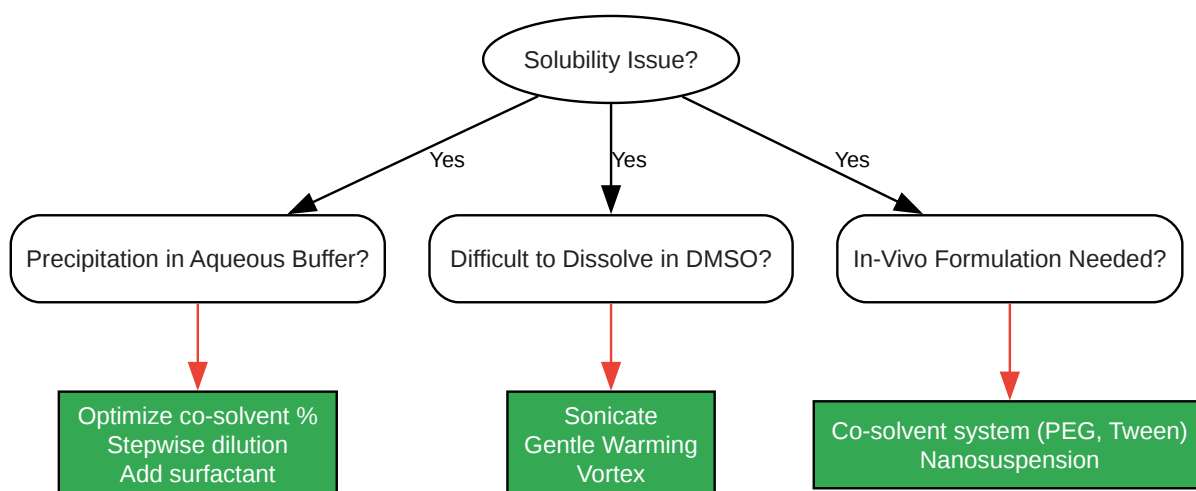 Solubility Issue?
Yes
Yes
Yes
Precipitation in Aqueous Buffer?
Difficult to Dissolve in DMSO?
In-Vivo Formulation Needed?
Optimize co-solvent %
Stepwise dilution
Add surfactant
Sonicate
Gentle Warming
Vortex
Co-solvent system (PEG, Tween)
Nanosuspension